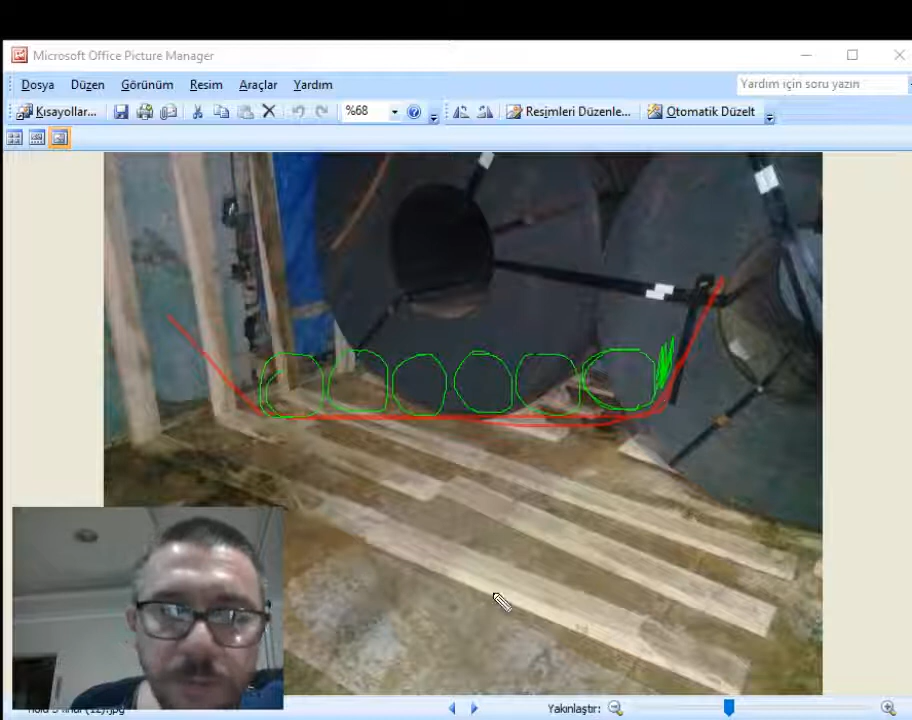 Microsoft Office Picture Manager
Dosya Düzen Görünüm Resim Araçlar Yardım
Yardım için soru yazın
Kısayollar... %68 Resimleri Düzenle... Otomatik Düzelt
Yakınlaştır: